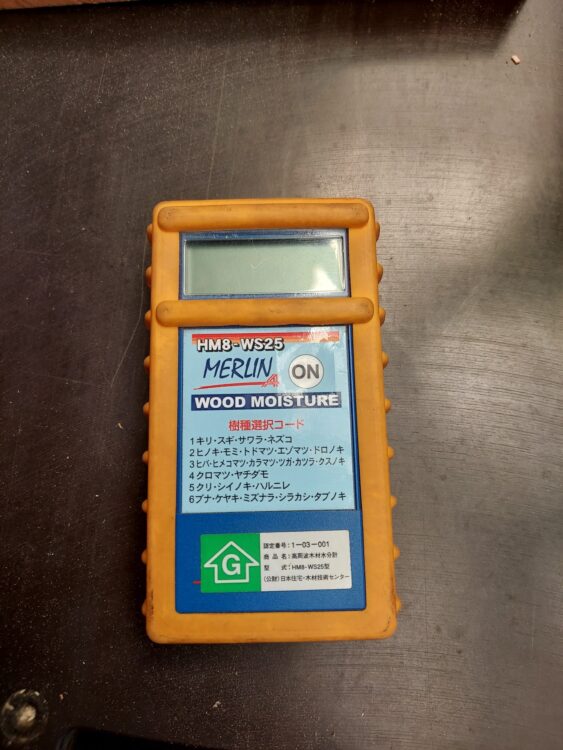 HM8-WS25
MERLIN
ON
WOOD MOISTURE
樹種選択コード
1キリ・スギ・サワラ・ネズコ
2ヒノキ・モミ・トドマツ・エゾマツ・ドロノキ
3ヒバ・ヒメコマツ・カラマツ・ツガ・カツラ・クスノキ
4クロマツ・ヤチダモ
5クリ・シイノキ・ハルニレ
6ブナ・ケヤキ・ミズナラ・シラカシ・タブノキ
G
認定番号:1-03-001
商品名:高周波木材水分計
型式:HM8-WS25型
(公財)日本住宅・木材技術センター